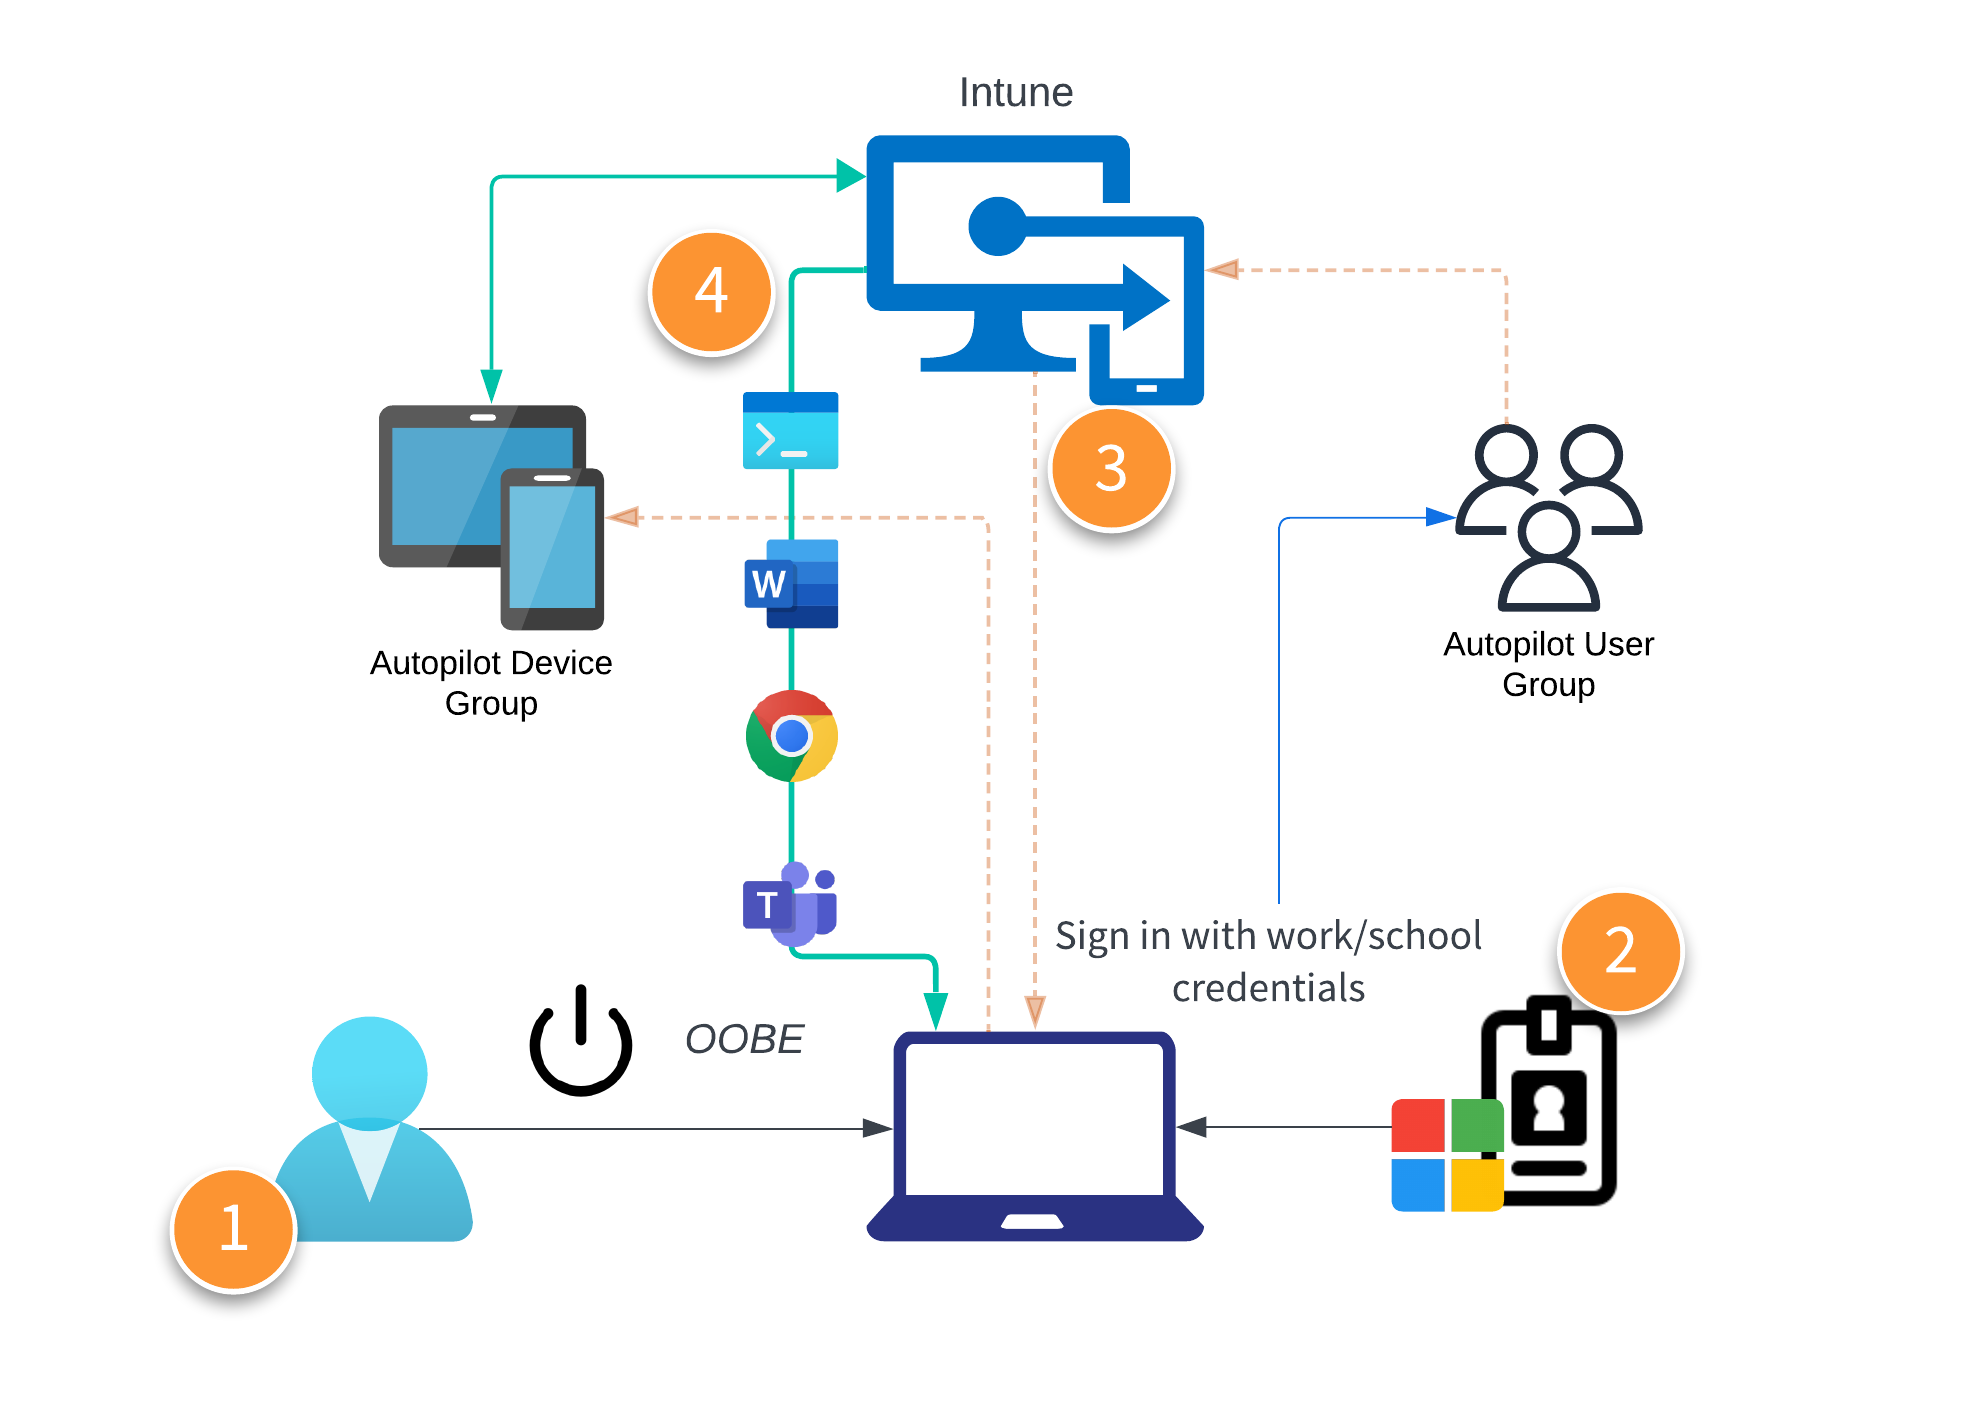 Intune
4
3
>_
W
Autopilot User
Group
Autopilot Device
Group
T
Sign in with work/school
credentials
2
OOBE
1